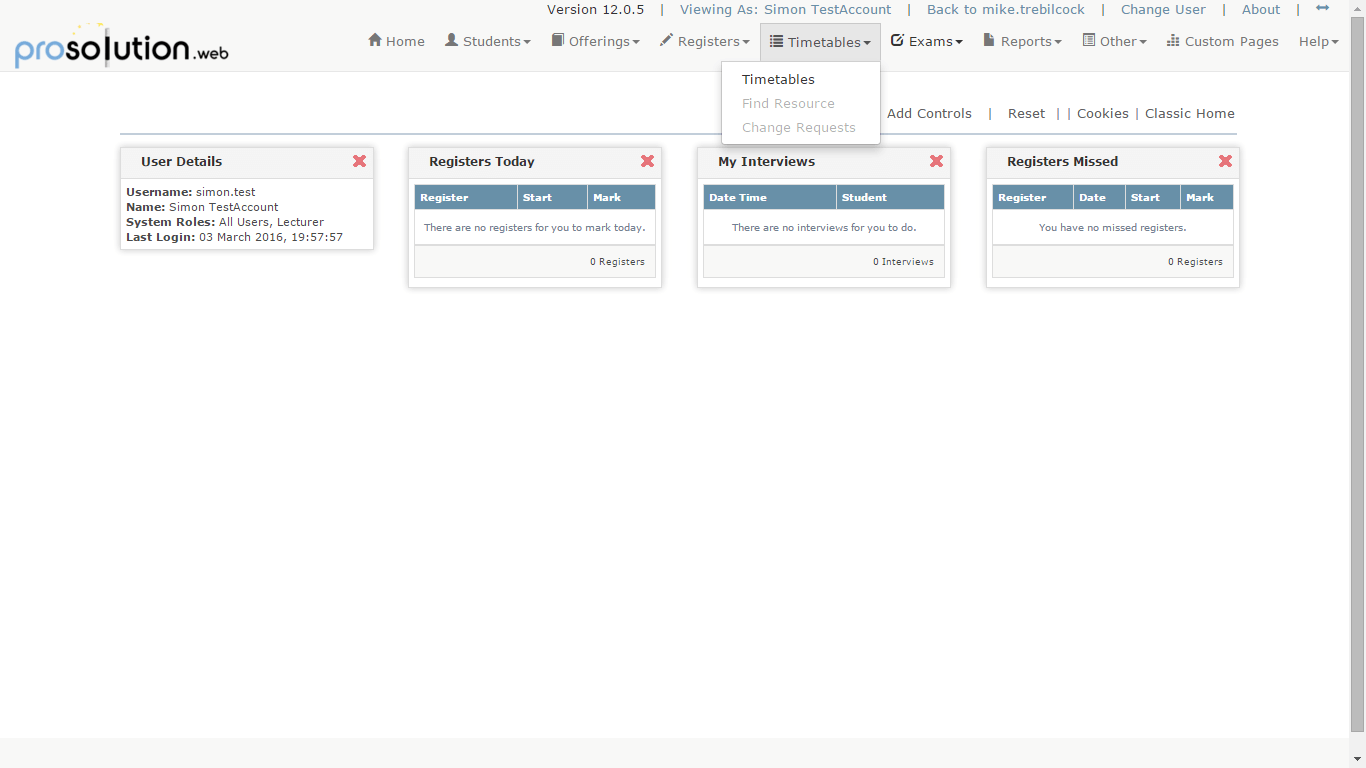 Version 12.0.5 | Viewing As: Simon TestAccount | Back to mike.trebilcock | Change User | About |
prosolution.web
Home Students Offerings Registers Timetables Exams Reports Other Custom Pages Help
Timetables
Find Resource
Change Requests
Add Controls | Reset | | Cookies | Classic Home
User Details
Username: simon.test
Name: Simon TestAccount
System Roles: All Users, Lecturer
Last Login: 03 March 2016, 19:57:57
Registers Today
Register Start Mark
There are no registers for you to mark today.
0 Registers
My Interviews
Date Time Student
There are no interviews for you to do.
0 Interviews
Registers Missed
Register Date Start Mark
You have no missed registers.
0 Registers